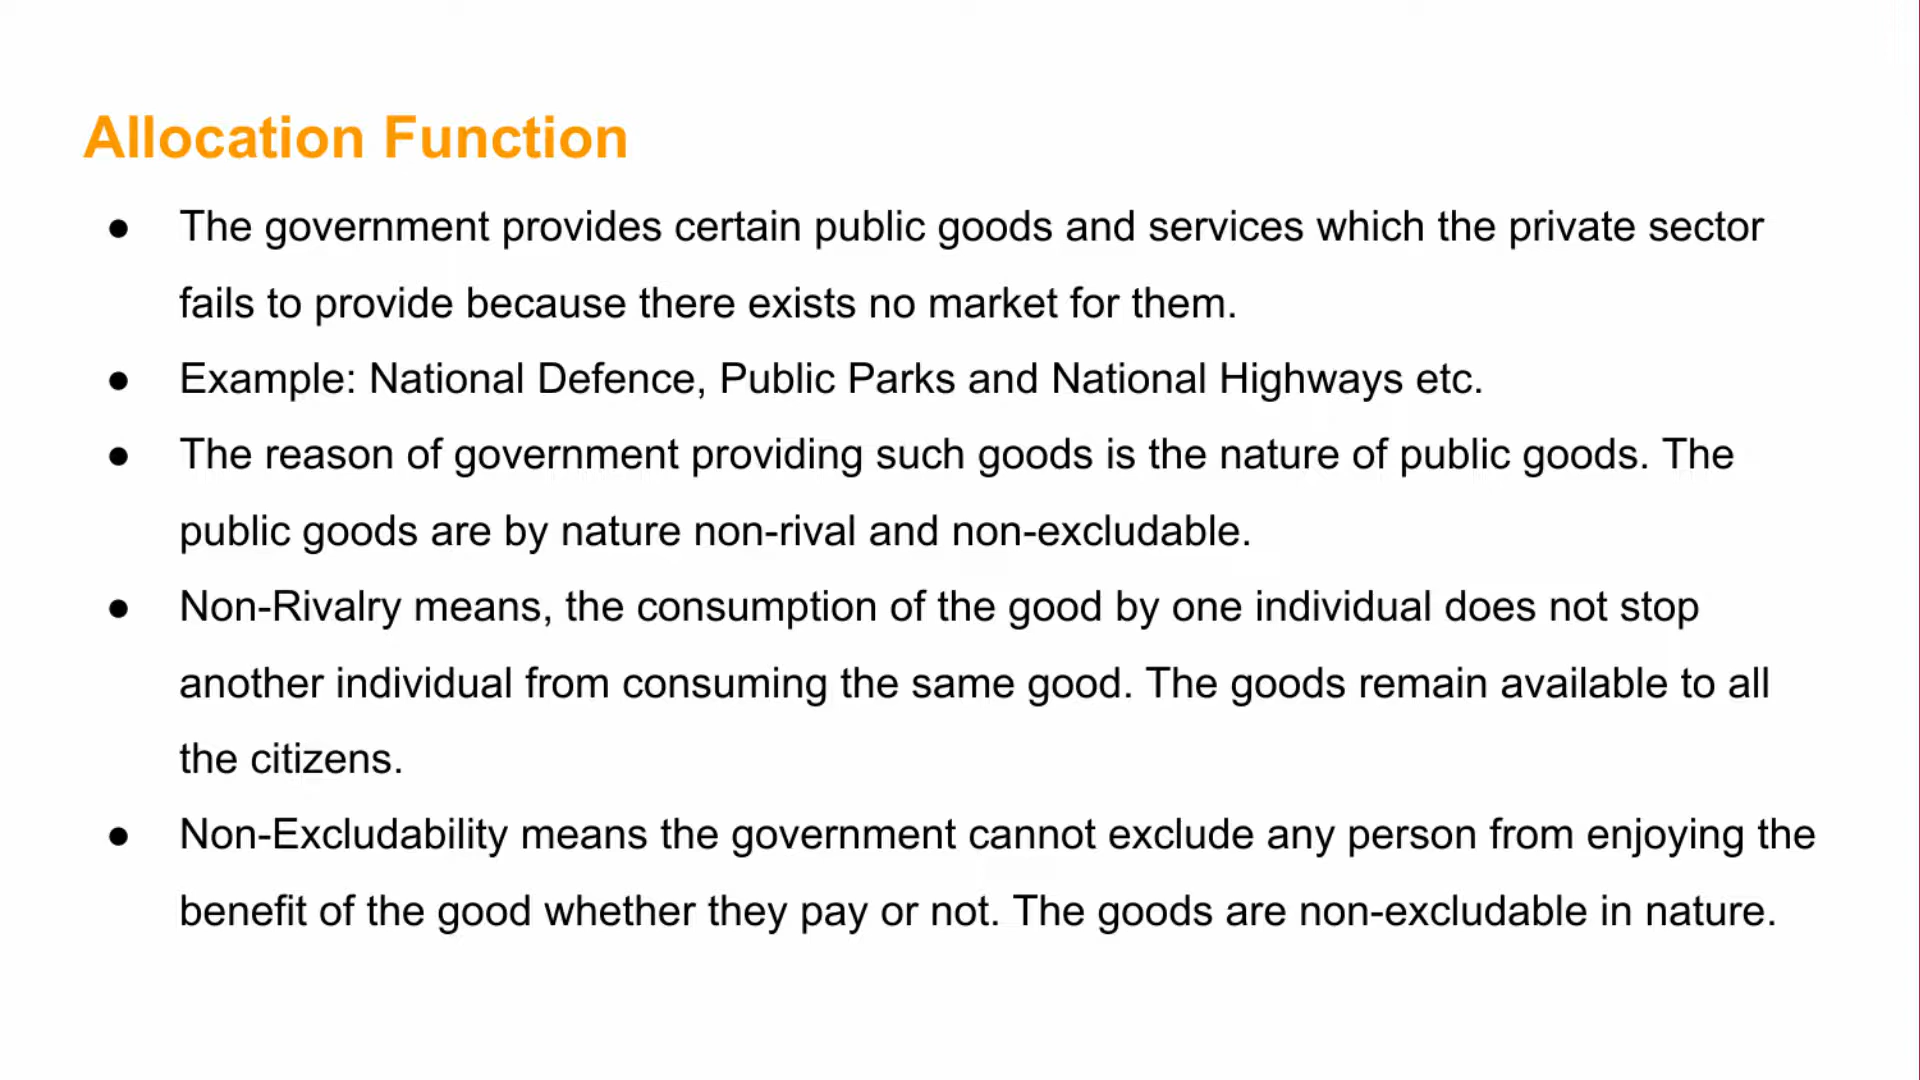 Allocation Function
● The government provides certain public goods and services which the private sector
fails to provide because there exists no market for them.
● Example: National Defence, Public Parks and National Highways etc.
● The reason of government providing such goods is the nature of public goods. The
public goods are by nature non-rival and non-excludable.
● Non-Rivalry means, the consumption of the good by one individual does not stop
another individual from consuming the same good. The goods remain available to all
the citizens.
● Non-Excludability means the government cannot exclude any person from enjoying the
benefit of the good whether they pay or not. The goods are non-excludable in nature.